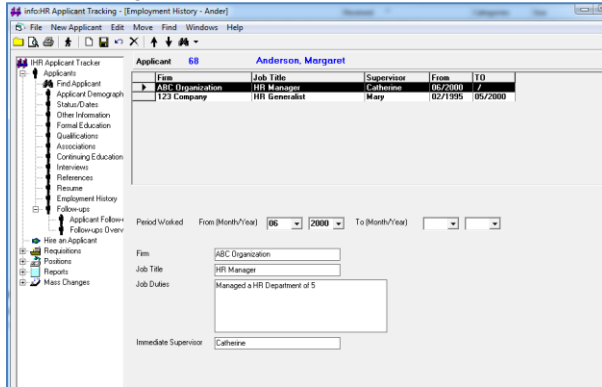 info:HR Applicant Tracking - [Employment History - Ander]
File New Applicant Edit Move Find Windows Help
IHR Applicant Tracker
Applicants
Find Applicant
Applicant Demograph
Status/Dates
Other Information
Formal Education
Qualifications
Associations
Continuing Education
Interviews
References
Resume
Employment History
Follow-ups
Applicant Follow-
Follow-ups Overv
Hire an Applicant
Requisitions
Positions
Reports
Mass Changes
Applicant 68 Anderson, Margaret
Firm Job Title Supervisor From TO
ABC Organization HR Manager Catherine 06/2000 /
123 Company HR Generalist Mary 02/1995 05/2000
Period Worked From (Month/Year) 06 2000 To (Month/Year)
Firm ABC Organization
Job Title HR Manager
Job Duties Managed a HR Department of 5
Immediate Supervisor Catherine